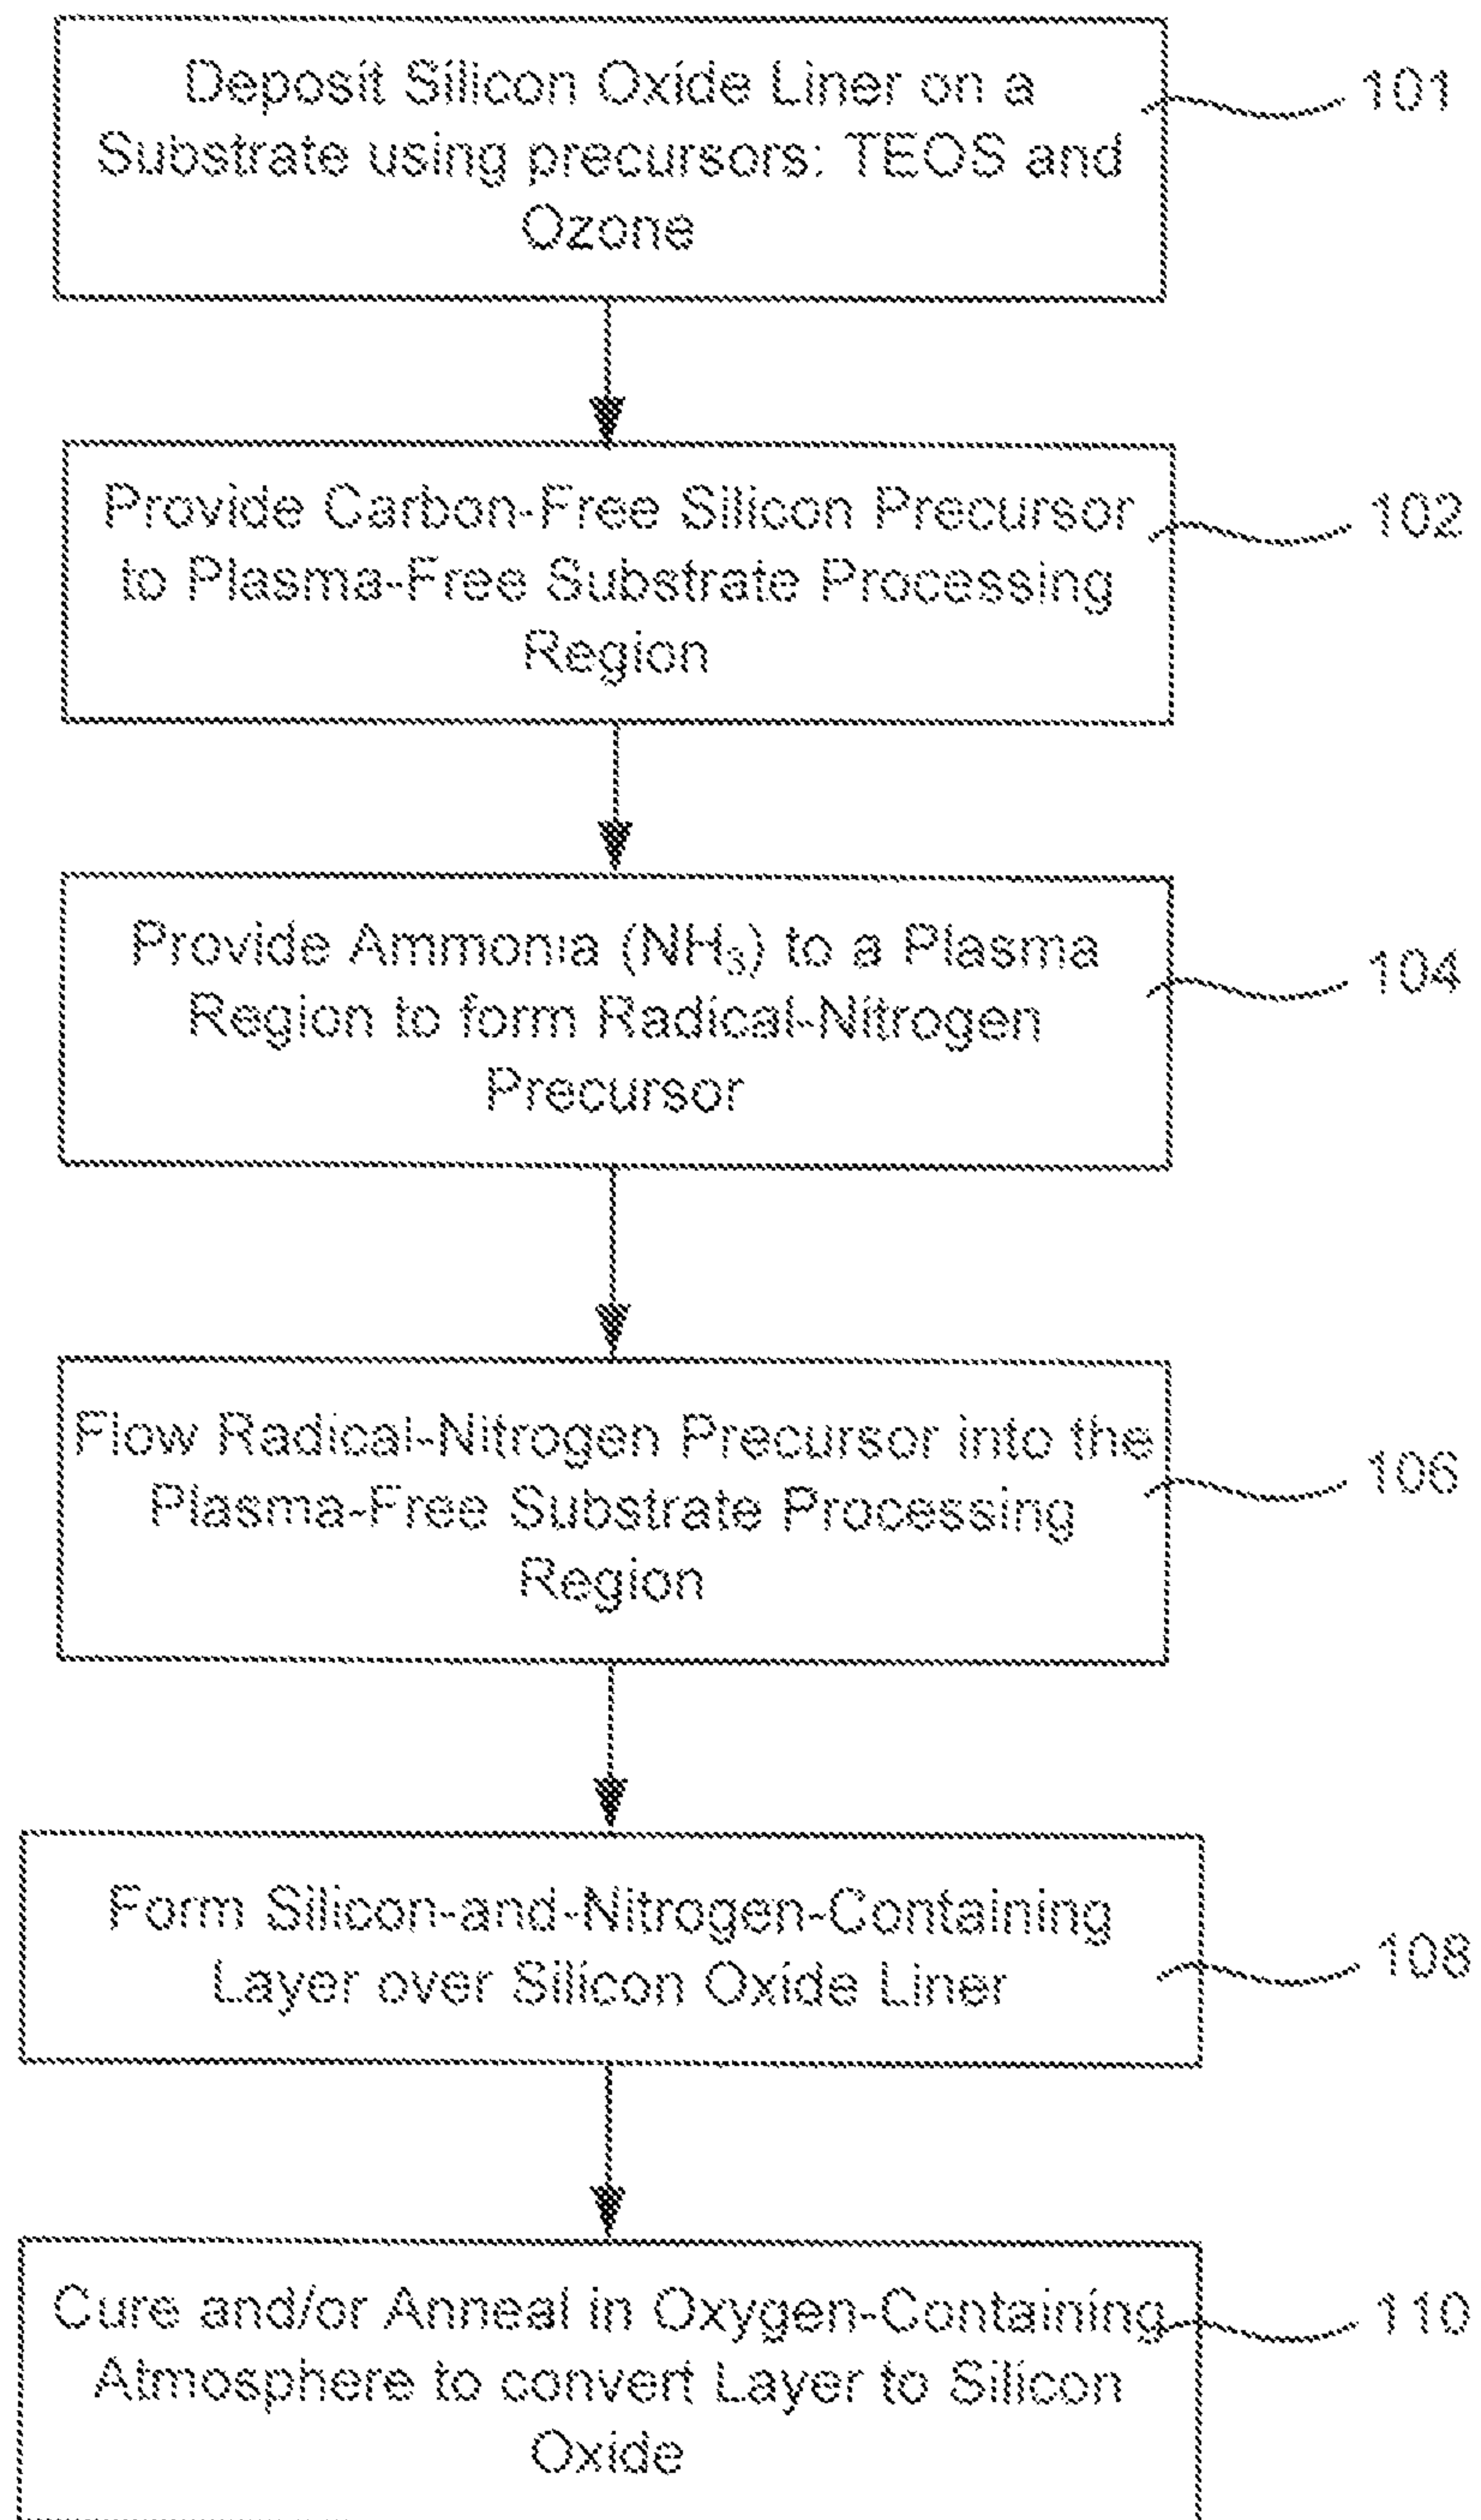 Deposit Silicon Oxide Liner on a
Substrate using precursors: TEOS and
Ozone
101
Provide Carbon-Free Silicon Precursor
to Plasma-Free Substrate Processing
Region
102
Provide Ammonia (NH₃) to a Plasma
Region to form Radical-Nitrogen
Precursor
104
Flow Radical-Nitrogen Precursor into the
Plasma-Free Substrate Processing
Region
106
Form Silicon-and-Nitrogen-Containing
Layer over Silicon Oxide Liner
108
Cure and/or Anneal in Oxygen-Containing
Atmosphere to convert Layer to Silicon
Oxide
110